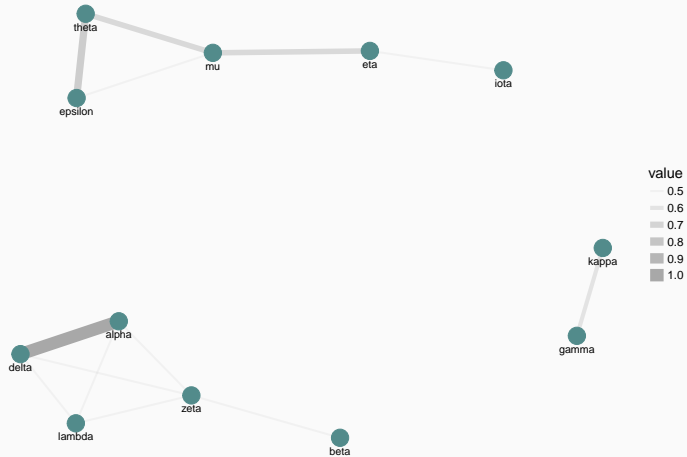 theta
mu
eta
iota
epsilon
value
0.5
0.6
0.7
0.8
0.9
1.0
kappa
gamma
alpha
delta
zeta
lambda
beta